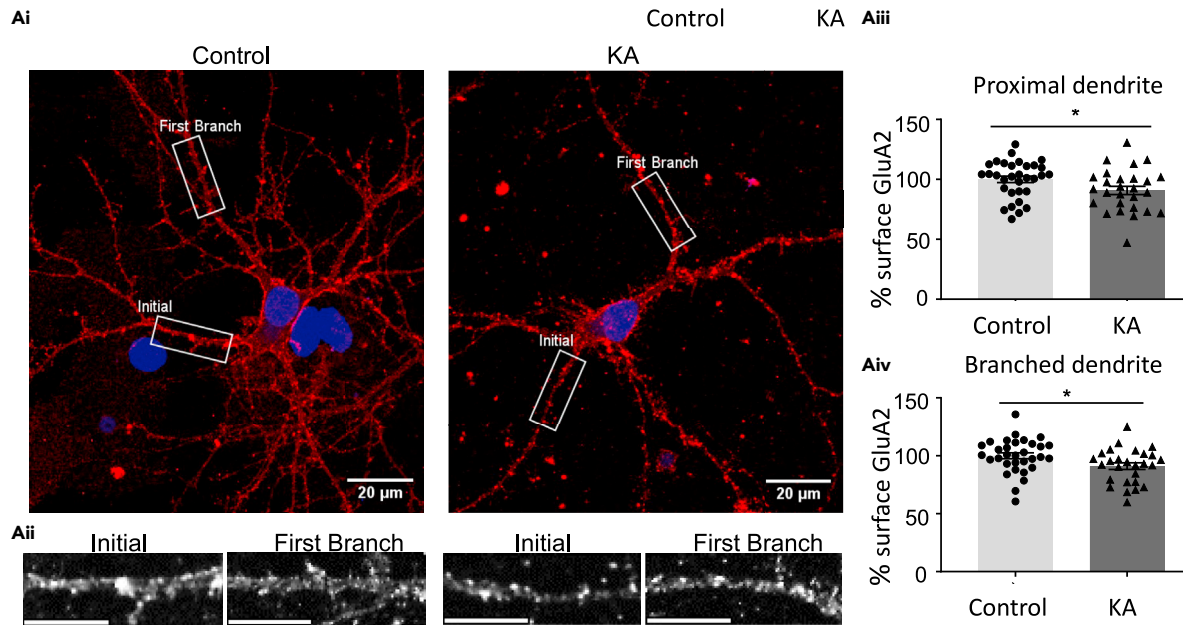 Ai
Control KA
Control
KA
First Branch
Initial
20 µm
First Branch
Initial
20 µm
Aii
Initial
First Branch
Initial
First Branch
Aiii
Proximal dendrite
*
% surface GluA2
150
100
50
0
Control KA
Aiv
Branched dendrite
*
% surface GluA2
150
100
50
0
Control KA